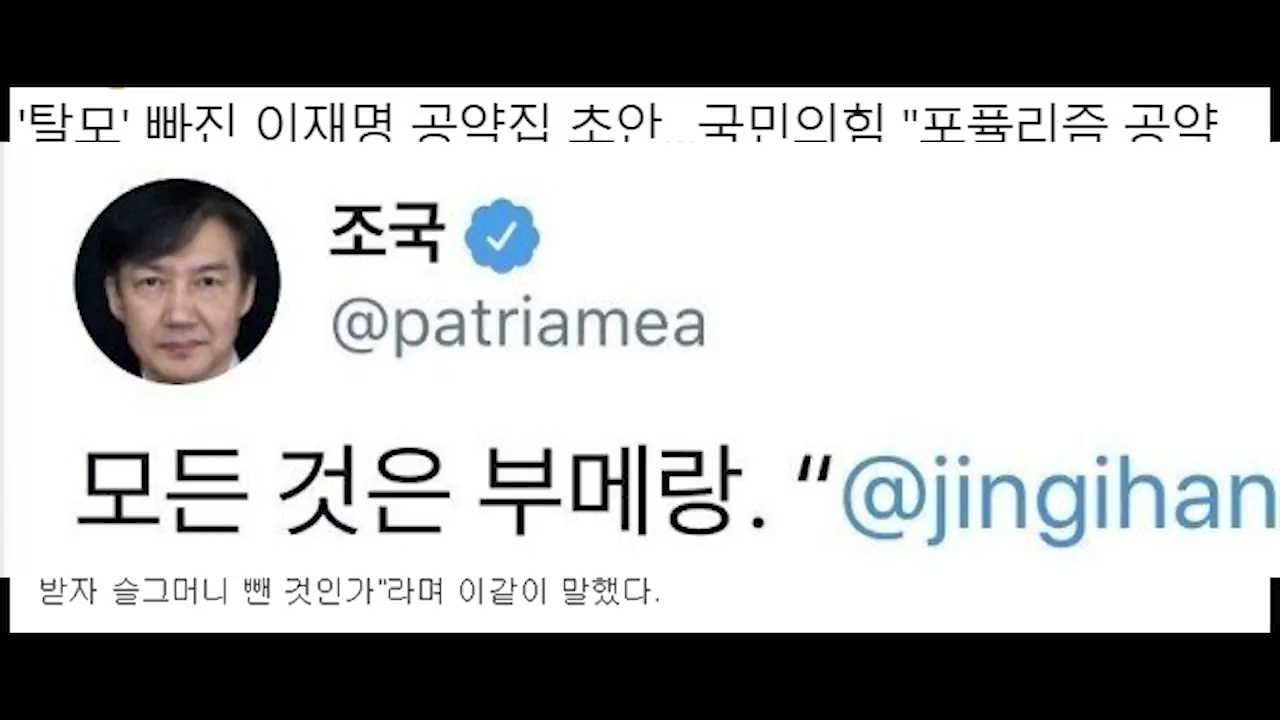 '탈모' 빠진 이재명 공약집 초안...국민의힘 "포퓰리즘 공약
조국
@patriamea
모든 것은 부메랑. “@jingihan
받자 슬그머니 뺀 것인가"라며 이같이 말했다.